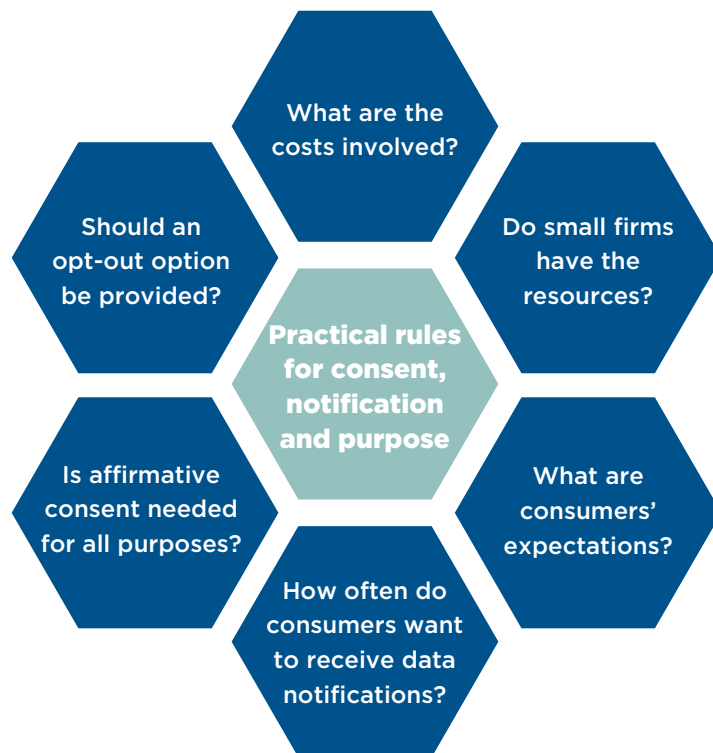 What are the
costs involved?
Should an
opt-out option
be provided?
Do small firms
have the
resources?
Practical rules
for consent,
notification
and purpose
Is affirmative
consent needed
for all purposes?
What are
consumers’
expectations?
How often do
consumers want
to receive data
notifications?